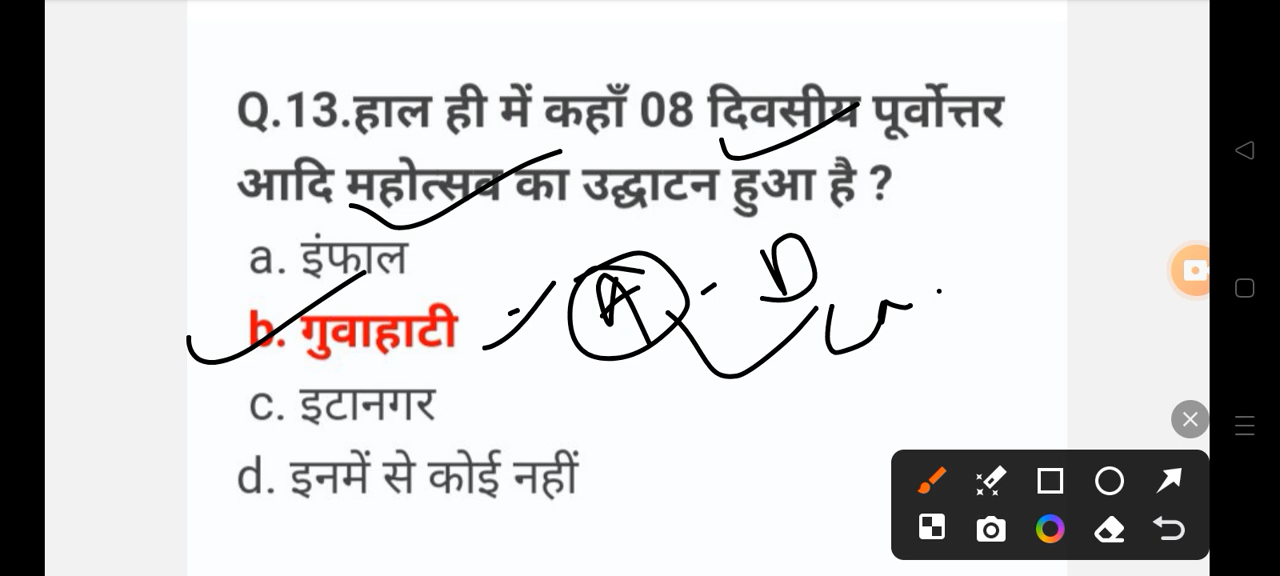 Q.13.हाल ही में कहाँ 08 दिवसीय पूर्वोत्तर
आदि महोत्सव का उद्घाटन हुआ है ?
a. इंफाल
b. गुवाहाटी
A - D
c. इटानगर
d. इनमें से कोई नहीं